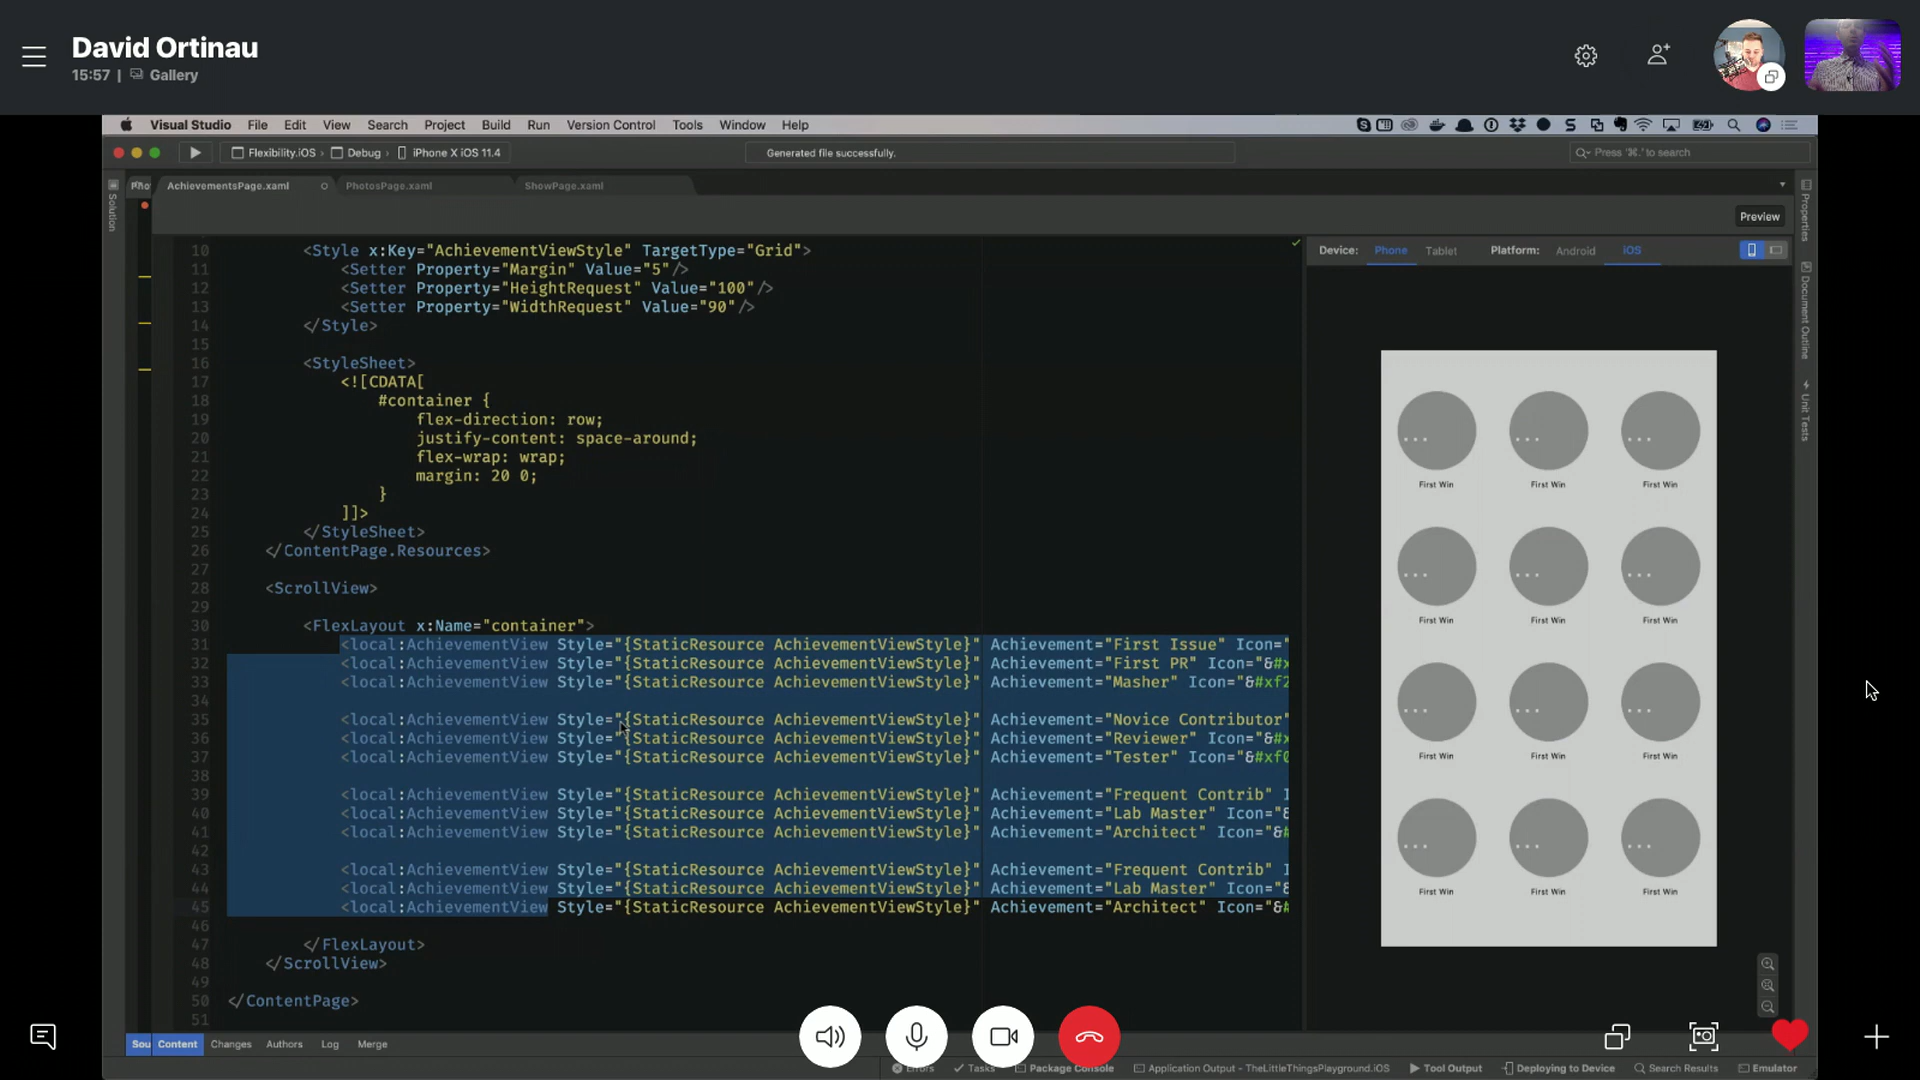 David Ortinau
15:57 | Gallery
Visual Studio File Edit View Search Project Build Run Version Control Tools Window Help
Flexibility.iOS › Debug › iPhone X iOS 11.4
Generated file successfully.
Press '⌘.' to search
AchievementsPage.xaml PhotosPage.xaml ShowPage.xaml
Solution
Properties
Document Outline
Unit Tests
Preview
Device: Phone Tablet Platform: Android iOS
10 <Style x:Key="AchievementViewStyle" TargetType="Grid">
11 <Setter Property="Margin" Value="5"/>
12 <Setter Property="HeightRequest" Value="100"/>
13 <Setter Property="WidthRequest" Value="90"/>
14 </Style>
15
16 <StyleSheet>
17 <![CDATA[
18 #container {
19 flex-direction: row;
20 justify-content: space-around;
21 flex-wrap: wrap;
22 margin: 20 0;
23 }
24 ]]>
25 </StyleSheet>
26 </ContentPage.Resources>
27
28 <ScrollView>
29
30 <FlexLayout x:Name="container">
31 <local:AchievementView Style="{StaticResource AchievementViewStyle}" Achievement="First Issue" Icon="
32 <local:AchievementView Style="{StaticResource AchievementViewStyle}" Achievement="First PR" Icon="&#x
33 <local:AchievementView Style="{StaticResource AchievementViewStyle}" Achievement="Masher" Icon="&#xf2
34
35 <local:AchievementView Style="{StaticResource AchievementViewStyle}" Achievement="Novice Contributor"
36 <local:AchievementView Style="{StaticResource AchievementViewStyle}" Achievement="Reviewer" Icon="&#x
37 <local:AchievementView Style="{StaticResource AchievementViewStyle}" Achievement="Tester" Icon="&#xf0
38
39 <local:AchievementView Style="{StaticResource AchievementViewStyle}" Achievement="Frequent Contrib" I
40 <local:AchievementView Style="{StaticResource AchievementViewStyle}" Achievement="Lab Master" Icon="&
41 <local:AchievementView Style="{StaticResource AchievementViewStyle}" Achievement="Architect" Icon="&#
42
43 <local:AchievementView Style="{StaticResource AchievementViewStyle}" Achievement="Frequent Contrib" I
44 <local:AchievementView Style="{StaticResource AchievementViewStyle}" Achievement="Lab Master" Icon="&
45 <local:AchievementView Style="{StaticResource AchievementViewStyle}" Achievement="Architect" Icon="&#
46
47 </FlexLayout>
48 </ScrollView>
49
50 </ContentPage>
51
... ... ...
First Win First Win First Win
... ... ...
First Win First Win First Win
... ... ...
First Win First Win First Win
... ... ...
First Win First Win First Win
Sou Content Changes Authors Log Merge
Errors Tasks Package Console Application Output - TheLittleThingsPlayground.iOS Tool Output Deploying to Device Search Results Emulator